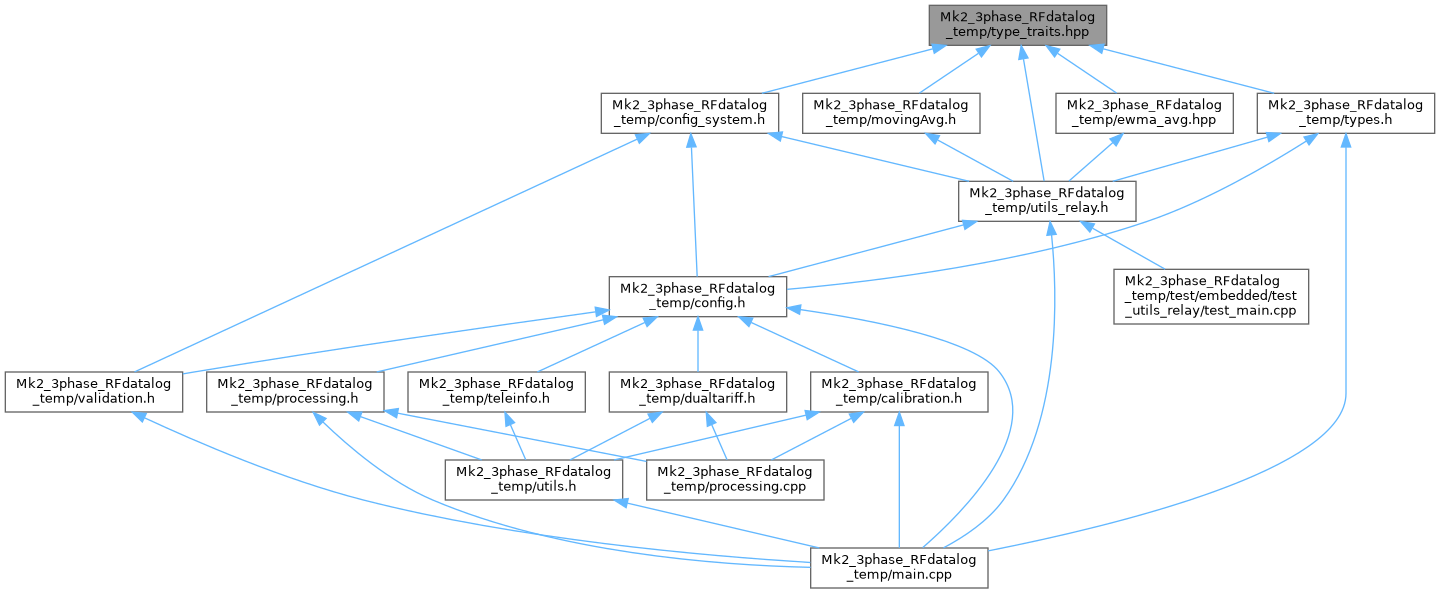 Mk2_3phase_RFdatalog
_temp/type_traits.hpp
Mk2_3phase_RFdatalog
_temp/config_system.h
Mk2_3phase_RFdatalog
_temp/movingAvg.h
Mk2_3phase_RFdatalog
_temp/ewma_avg.hpp
Mk2_3phase_RFdatalog
_temp/types.h
Mk2_3phase_RFdatalog
_temp/utils_relay.h
Mk2_3phase_RFdatalog
_temp/config.h
Mk2_3phase_RFdatalog
_temp/test/embedded/test
_utils_relay/test_main.cpp
Mk2_3phase_RFdatalog
_temp/validation.h
Mk2_3phase_RFdatalog
_temp/processing.h
Mk2_3phase_RFdatalog
_temp/teleinfo.h
Mk2_3phase_RFdatalog
_temp/dualtariff.h
Mk2_3phase_RFdatalog
_temp/calibration.h
Mk2_3phase_RFdatalog
_temp/utils.h
Mk2_3phase_RFdatalog
_temp/processing.cpp
Mk2_3phase_RFdatalog
_temp/main.cpp